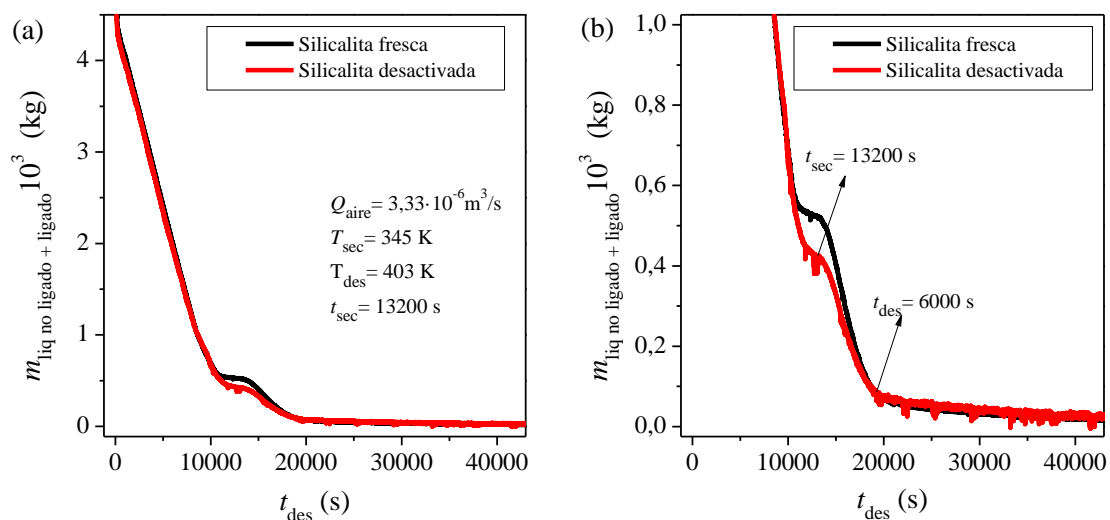 (a)
Silicalita fresca
Silicalita desactivada
Q_aire= 3,33·10^-6 m^3/s
T_sec= 345 K
T_des= 403 K
t_sec= 13200 s
m_liq no ligado + ligado 10^3 (kg)
4
3
2
1
0
0
10000
20000
30000
40000
t_des (s)
(b)
Silicalita fresca
Silicalita desactivada
t_sec= 13200 s
t_des= 6000 s
m_liq no ligado + ligado 10^3 (kg)
1,0
0,8
0,6
0,4
0,2
0,0
0
10000
20000
30000
40000
t_des (s)